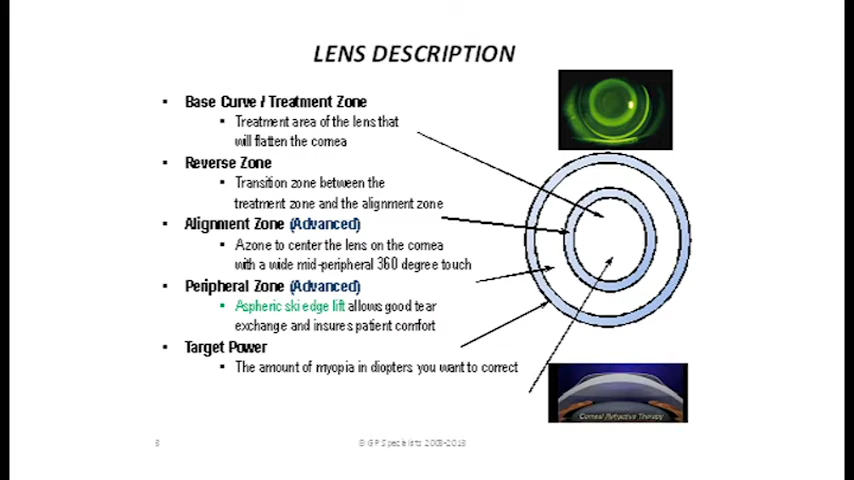 LENS DESCRIPTION
▪ Base Curve / Treatment Zone
▪ Treatment area of the lens that
will flatten the cornea
▪ Reverse Zone
▪ Transition zone between the
treatment zone and the alignment zone
▪ Alignment Zone (Advanced)
▪ A zone to center the lens on the cornea
with a wide mid-peripheral 360 degree touch
▪ Peripheral Zone (Advanced)
▪ Aspheric ski edge lift allows good tear
exchange and insures patient comfort
▪ Target Power
▪ The amount of myopia in diopters you want to correct
Corneal Refractive Therapy
© GP Specialists